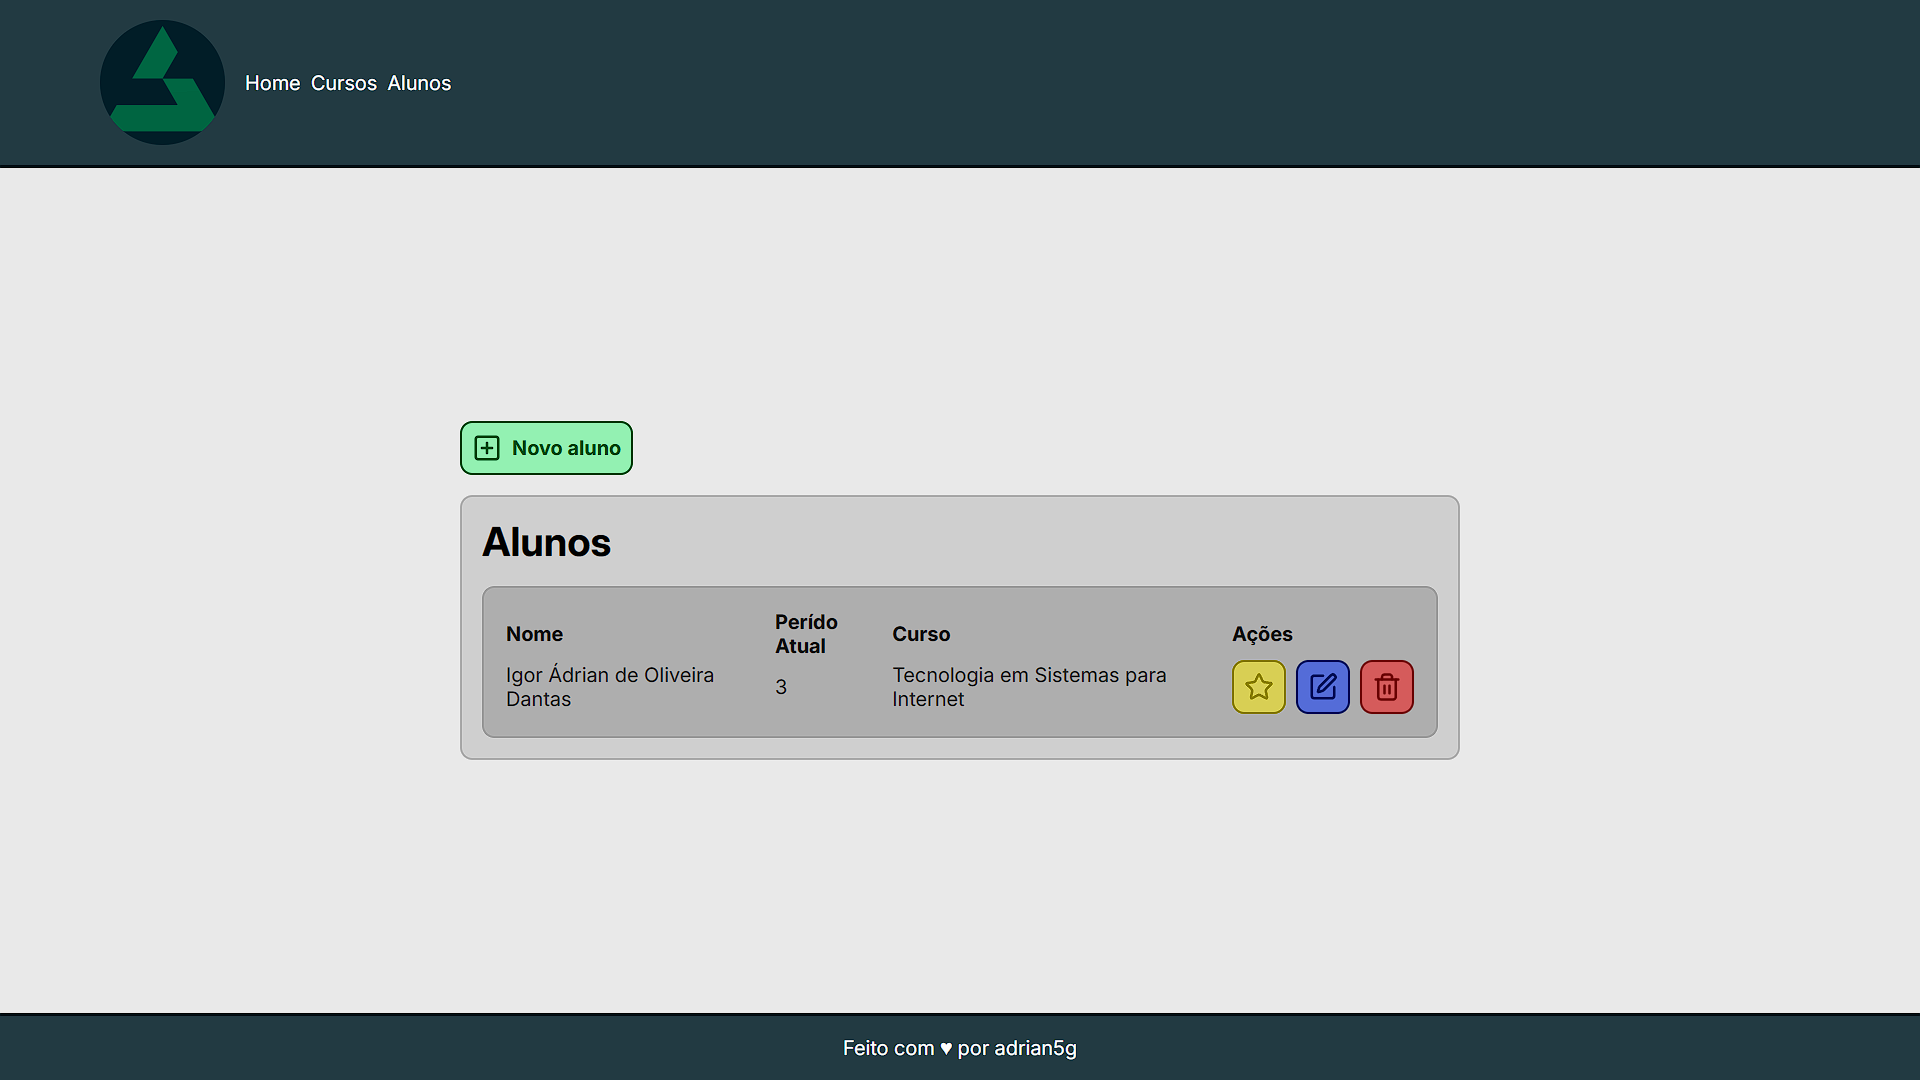 Home Cursos Alunos
Novo aluno
Alunos
Nome
Perído
Atual
Curso
Ações
Igor Ádrian de Oliveira
Dantas
3
Tecnologia em Sistemas para
Internet
Feito com ♥ por adrian5g